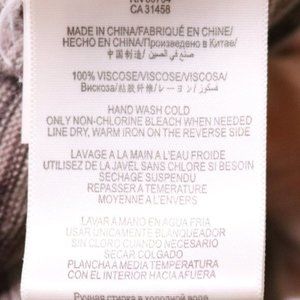 CA 31458
MADE IN CHINA/FABRIQUÉ EN CHINE/
HECHO EN CHINA/Произведено в Китае/
中国制造/صنع في الصين
100% VISCOSE/VISCOSE/VISCOSA/
Вискоза/粘胶纤维/レーヨン/فسكوز
HAND WASH COLD
ONLY NON-CHLORINE BLEACH WHEN NEEDED
LINE DRY, WARM IRON ON THE REVERSE SIDE
LAVAGE A LA MAIN A L'EAU FROIDE
UTILISEZ DE LA JAVEL SANS CHLORE SI BESOIN
SECHAGE SUSPENDU
REPASSER A TEMERATURE
MOYENNE A L'ENVERS
LAVAR A MANO EN AGUA FRIA
USAR UNICAMENTE BLANQUEADOR
SIN CLORO CUANDO NECESARIO
SECAR COLGADO
PLANCHA A MEDIA TEMPERATURA
CON EL INTERIOR HACIA AFUERA
Ручная стирка в холодной воде